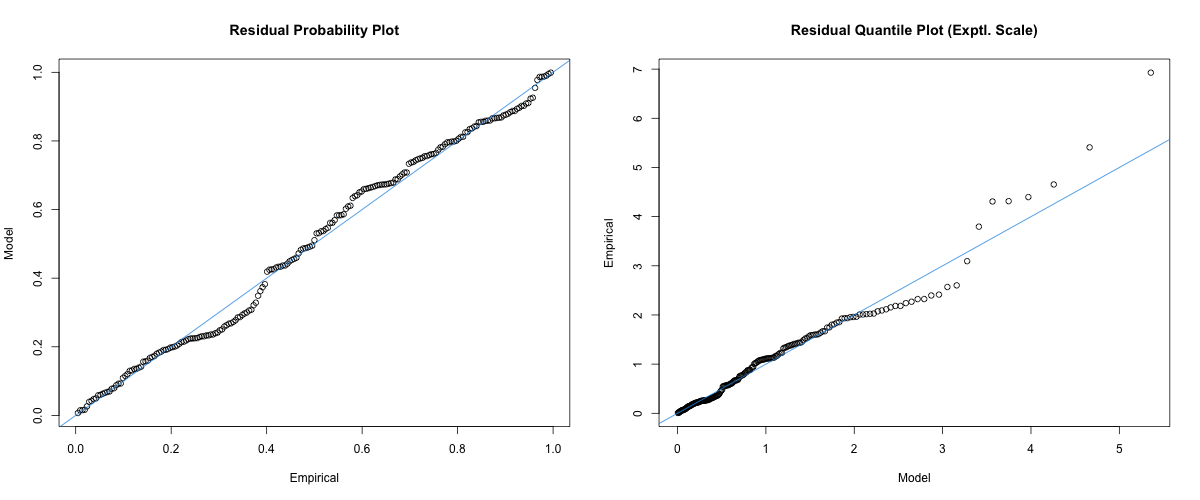 Residual Probability Plot
Model
1.0
0.8
0.6
0.4
0.2
0.0
0.0 0.2 0.4 0.6 0.8 1.0
Empirical
Residual Quantile Plot (Exptl. Scale)
Empirical
7
6
5
4
3
2
1
0
0 1 2 3 4 5
Model